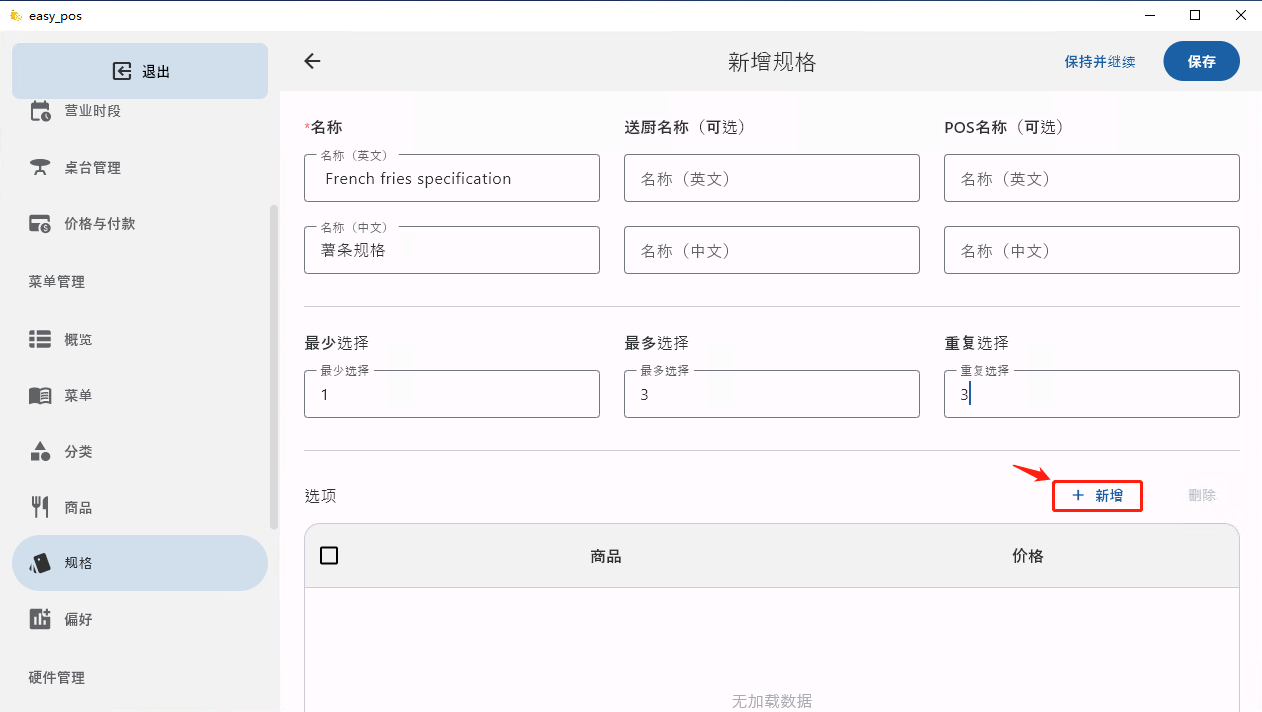 easy_pos
退出
新增规格
保持并继续
保存
营业时段
桌台管理
价格与付款
菜单管理
概览
菜单
分类
商品
规格
偏好
硬件管理
*名称
送厨名称（可选）
POS名称（可选）
名称（英文）
French fries specification
名称（英文）
名称（英文）
名称（中文）
薯条规格
名称（中文）
名称（中文）
最少选择
最多选择
重复选择
最少选择
1
最多选择
3
重复选择
3
选项
+ 新增
删除
商品
价格
无加载数据